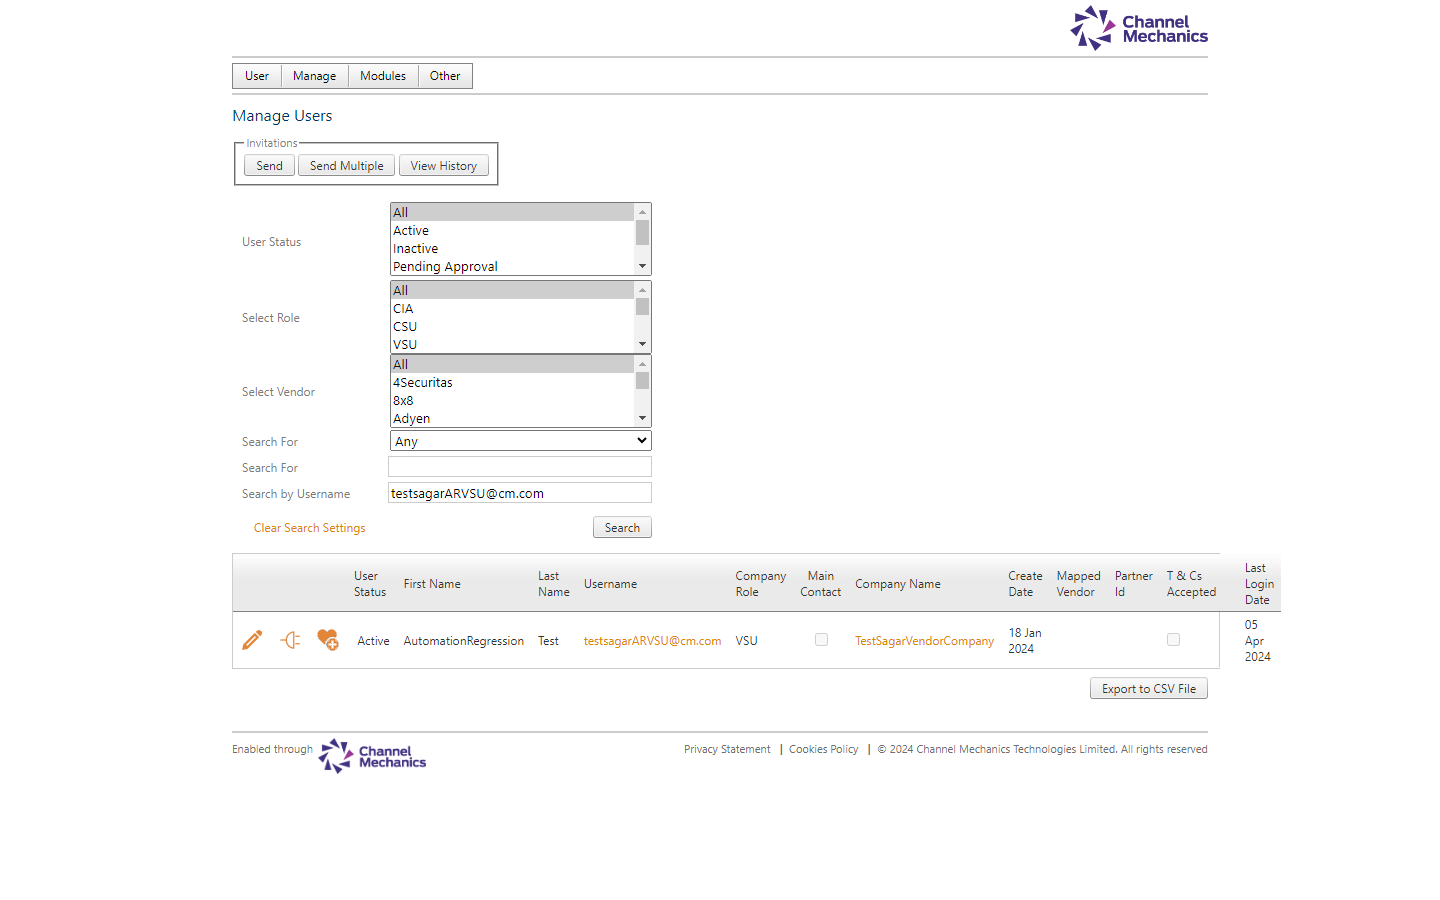 Channel
Mechanics
User Manage Modules Other
Manage Users
Invitations
Send Send Multiple View History
User Status
All
Active
Inactive
Pending Approval
Select Role
All
CIA
CSU
VSU
Select Vendor
All
4Securitas
8x8
Adyen
Search For Any
Search For
Search by Username testsagarARVSU@cm.com
Clear Search Settings Search
User Status First Name Last Name Username Company Role Main Contact Company Name Create Date Mapped Vendor Partner Id T & Cs Accepted Last Login Date
Active AutomationRegression Test testsagarARVSU@cm.com VSU TestSagarVendorCompany 18 Jan 2024 05 Apr 2024
Export to CSV File
Enabled through Channel Mechanics Privacy Statement | Cookies Policy | © 2024 Channel Mechanics Technologies Limited. All rights reserved